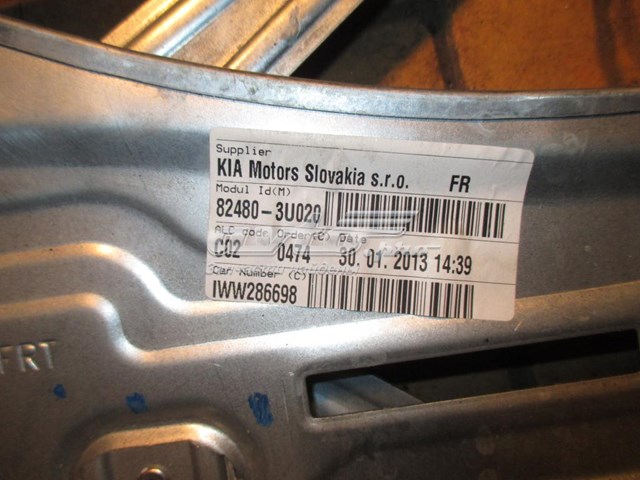 Supplier
KIA Motors Slovakia s.r.o. FR
Modul Id(M)
82480-3U020
ALC code Order(2) Date
C02 0474 30. 01. 2013 14:39
Car Number (C)
IWW286698
FRT